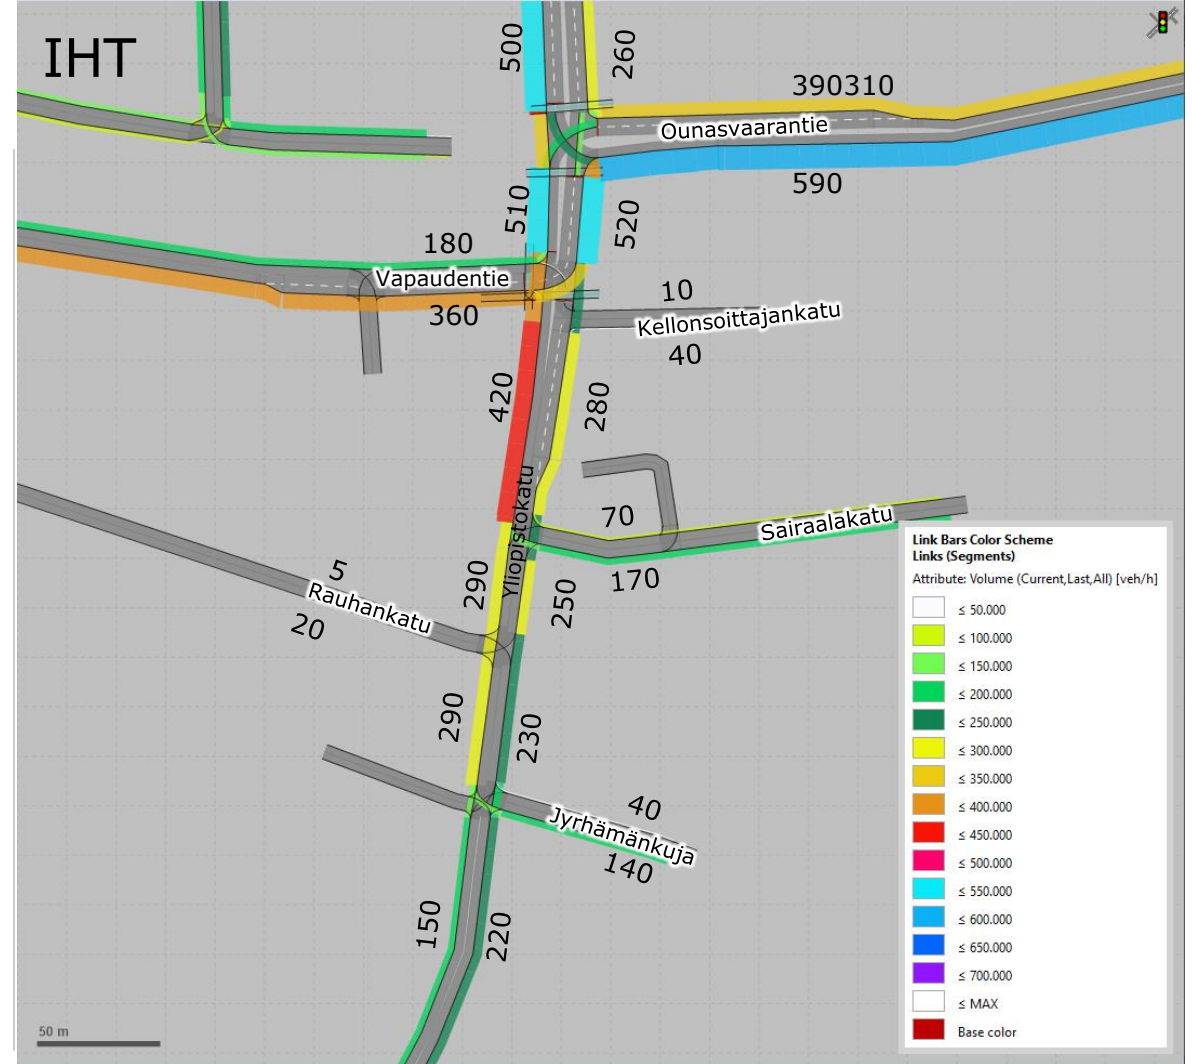 IHT
500
260
390310
Ounasvaarantie
590
510
520
180
Vapaudentie
360
10
Kellonsoittajankatu
40
420
280
Yliopistokatu
70
Sairaalakatu
170
290
250
5
Rauhankatu
20
290
230
40
Jyrhämänkuja
140
150
220
50 m
Link Bars Color Scheme
Links (Segments)
Attribute: Volume (Current,Last,All) [veh/h]
≤ 50.000
≤ 100.000
≤ 150.000
≤ 200.000
≤ 250.000
≤ 300.000
≤ 350.000
≤ 400.000
≤ 450.000
≤ 500.000
≤ 550.000
≤ 600.000
≤ 650.000
≤ 700.000
≤ MAX
Base color